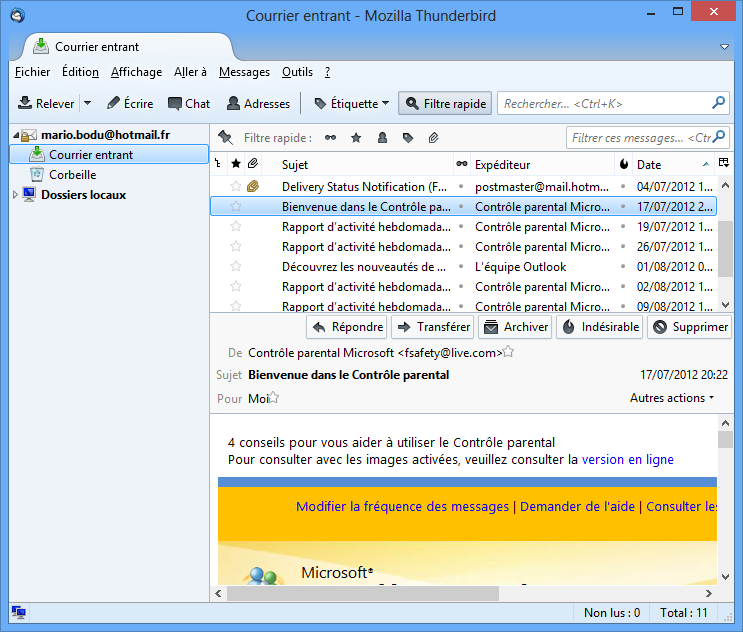 Courrier entrant - Mozilla Thunderbird
Courrier entrant
Fichier Édition Affichage Aller à Messages Outils ?
Relever Écrire Chat Adresses Étiquette Filtre rapide Rechercher... <Ctrl+K>
mario.bodu@hotmail.fr
Courrier entrant
Corbeille
Dossiers locaux
Filtre rapide : Filtrer ces messages... <Ctr
Sujet Expéditeur Date
Delivery Status Notification (F... postmaster@mail.hotm... 04/07/2012 1...
Bienvenue dans le Contrôle pa... Contrôle parental Micro... 17/07/2012 2...
Rapport d'activité hebdomada... Contrôle parental Micro... 19/07/2012 1...
Rapport d'activité hebdomada... Contrôle parental Micro... 26/07/2012 1...
Découvrez les nouveautés de ... L'équipe Outlook 01/08/2012 0...
Rapport d'activité hebdomada... Contrôle parental Micro... 02/08/2012 1...
Rapport d'activité hebdomada... Contrôle parental Micro... 09/08/2012 1...
Répondre Transférer Archiver Indésirable Supprimer
De Contrôle parental Microsoft <fsafety@live.com>
Sujet Bienvenue dans le Contrôle parental 17/07/2012 20:22
Pour Moi Autres actions
4 conseils pour vous aider à utiliser le Contrôle parental
Pour consulter avec les images activées, veuillez consulter la version en ligne
Modifier la fréquence des messages | Demander de l'aide | Consulter les
Microsoft®
Non lus : 0 Total : 11